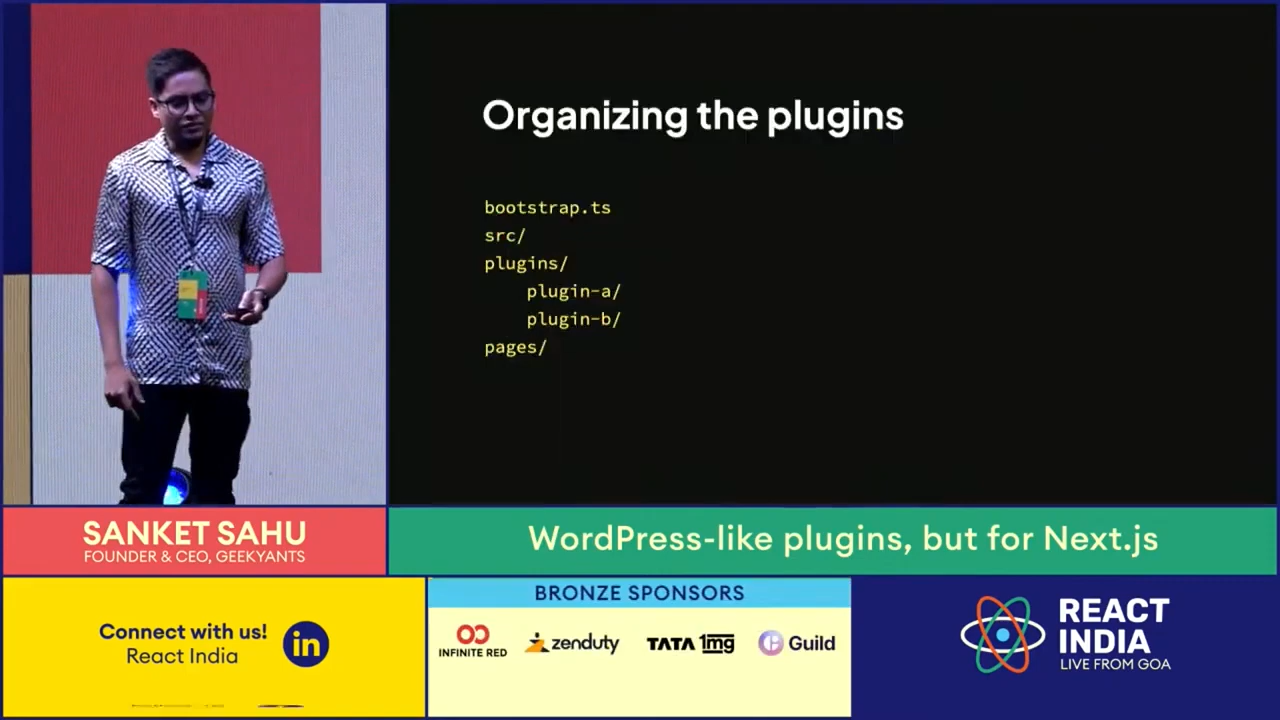 Organizing the plugins
bootstrap.ts
src/
plugins/
plugin-a/
plugin-b/
pages/
SANKET SAHU
FOUNDER & CEO, GEEKYANTS
WordPress-like plugins, but for Next.js
Connect with us!
React India
in
BRONZE SPONSORS
INFINITE RED
zenduty
TATA 1mg
Guild
REACT
INDIA
LIVE FROM GOA